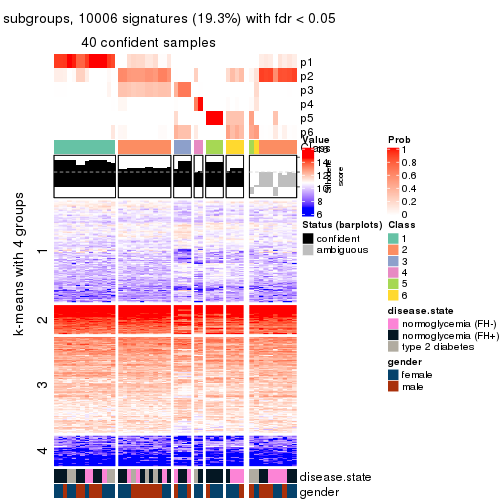 subgroups, 10006 signatures (19.3%) with fdr < 0.05
40 confident samples
p1
p2
p3
p4
p5
p6
Class
Silhouette
score
k-means with 4 groups
1
2
3
4
disease.state
gender
Value
16
14
12
10
8
6
Status (barplots)
confident
ambiguous
Prob
1
0.8
0.6
0.4
0.2
0
Class
1
2
3
4
5
6
disease.state
normoglycemia (FH-)
normoglycemia (FH+)
type 2 diabetes
gender
female
male